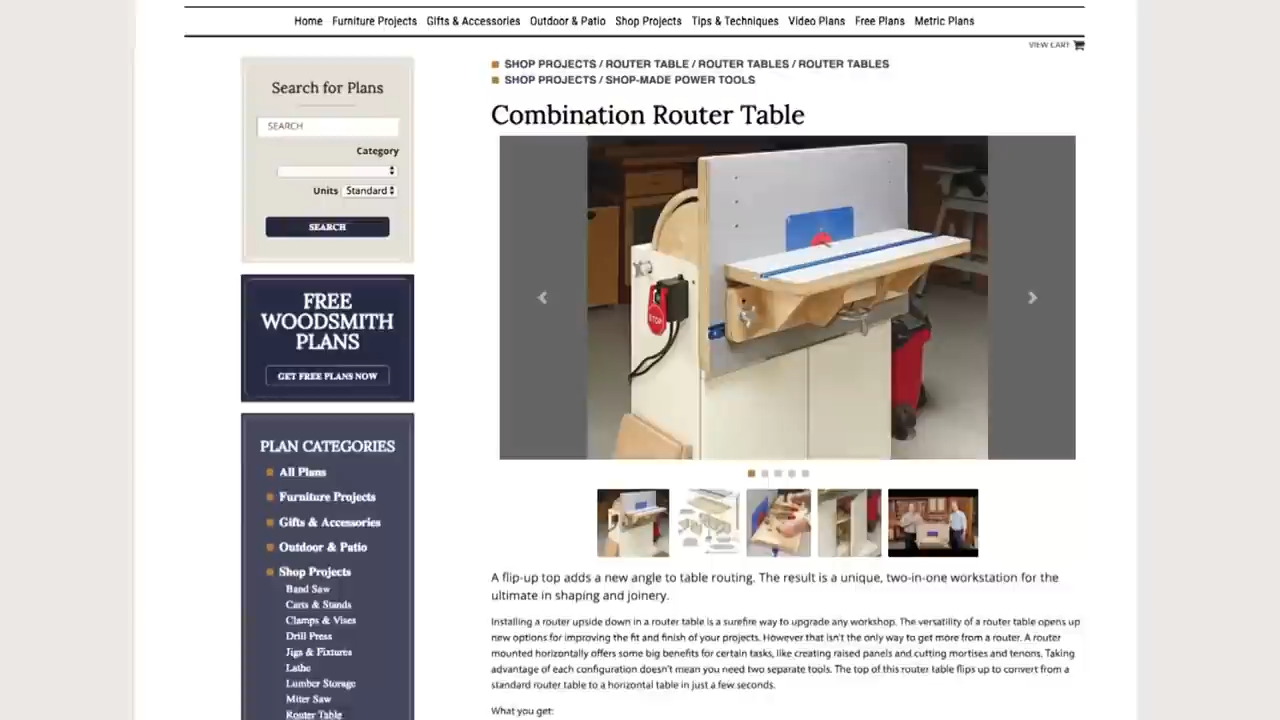 Home Furniture Projects Gifts & Accessories Outdoor & Patio Shop Projects Tips & Techniques Video Plans Free Plans Metric Plans
VIEW CART
Search for Plans
SEARCH
Category
Units Standard
SEARCH
FREE
WOODSMITH
PLANS
GET FREE PLANS NOW
PLAN CATEGORIES
All Plans
Furniture Projects
Gifts & Accessories
Outdoor & Patio
Shop Projects
Band Saw
Carts & Stands
Clamps & Vises
Drill Press
Jigs & Fixtures
Lathe
Lumber Storage
Miter Saw
Router Table
SHOP PROJECTS / ROUTER TABLE / ROUTER TABLES / ROUTER TABLES
SHOP PROJECTS / SHOP-MADE POWER TOOLS
Combination Router Table
STOP
A flip-up top adds a new angle to table routing. The result is a unique, two-in-one workstation for the
ultimate in shaping and joinery.
Installing a router upside down in a router table is a surefire way to upgrade any workshop. The versatility of a router table opens up
new options for improving the fit and finish of your projects. However that isn't the only way to get more from a router. A router
mounted horizontally offers some big benefits for certain tasks, like creating raised panels and cutting mortises and tenons. Taking
advantage of each configuration doesn't mean you need two separate tools. The top of this router table flips up to convert from a
standard router table to a horizontal table in just a few seconds.
What you get: